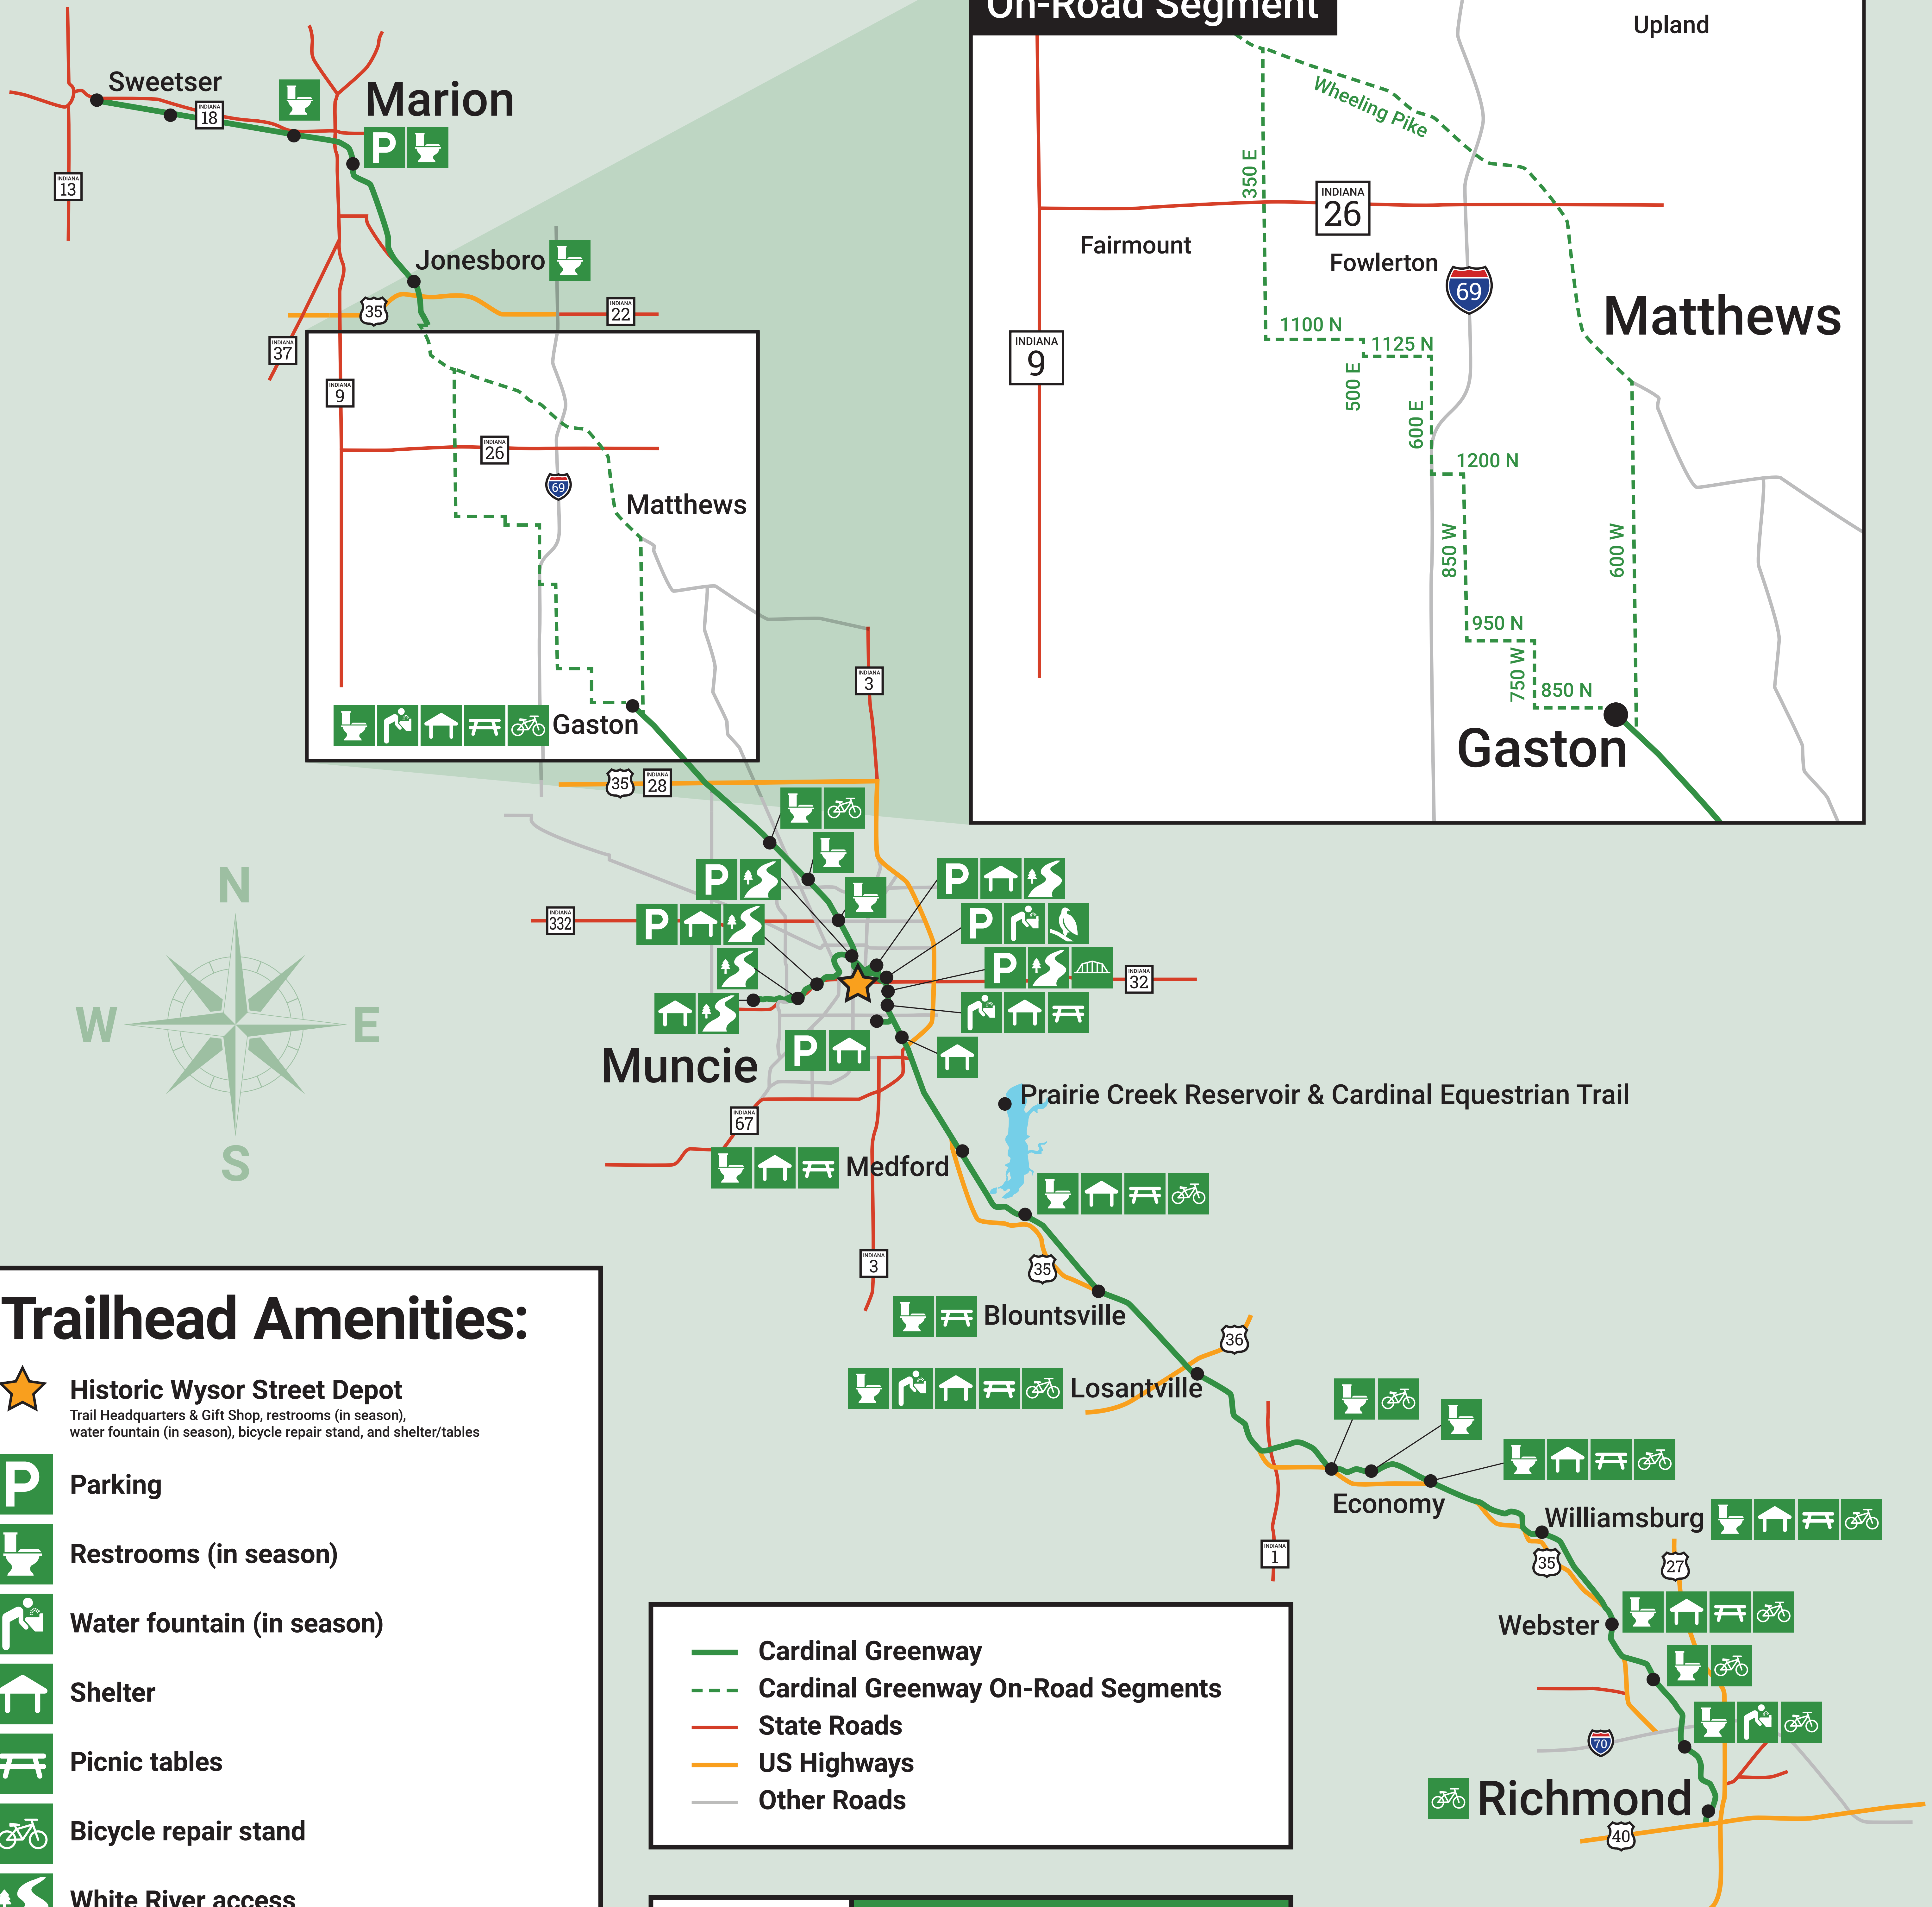 On-Road Segment
Upland
Wheeling Pike
350 E
INDIANA
26
Fairmount
Fowlerton
69
Matthews
1100 N
1125 N
INDIANA
9
500 E
600 E
1200 N
850 W
600 W
950 N
750 W
850 N
Gaston
Sweetser
INDIANA
18
Marion
P
INDIANA
13
Jonesboro
35
INDIANA
22
INDIANA
37
INDIANA
9
INDIANA
26
69
Matthews
INDIANA
3
Gaston
35
INDIANA
28
N
W
E
S
P
P
INDIANA
332
P
P
P
INDIANA
32
P
Muncie
Prairie Creek Reservoir & Cardinal Equestrian Trail
INDIANA
67
Medford
INDIANA
3
35
Blountsville
36
Losantville
Economy
INDIANA
1
Williamsburg
35
27
Webster
70
Richmond
40
Trailhead Amenities:
Historic Wysor Street Depot
Trail Headquarters & Gift Shop, restrooms (in season),
water fountain (in season), bicycle repair stand, and shelter/tables
P
Parking
Restrooms (in season)
Water fountain (in season)
Shelter
Picnic tables
Bicycle repair stand
White River access
Cardinal Greenway
Cardinal Greenway On-Road Segments
State Roads
US Highways
Other Roads